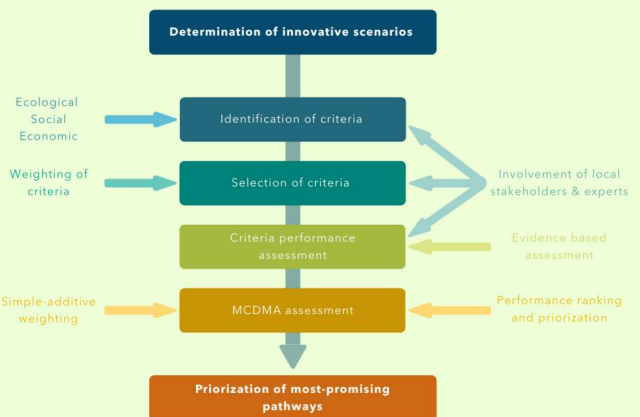 Determination of innovative scenarios
Ecological
Social
Economic
Identification of criteria
Weighting of
criteria
Selection of criteria
Involvement of local
stakeholders & experts
Criteria performance
assessment
Evidence based
assessment
Simple-additive
weighting
MCDMA assessment
Performance ranking
and priorization
Priorization of most-promising
pathways